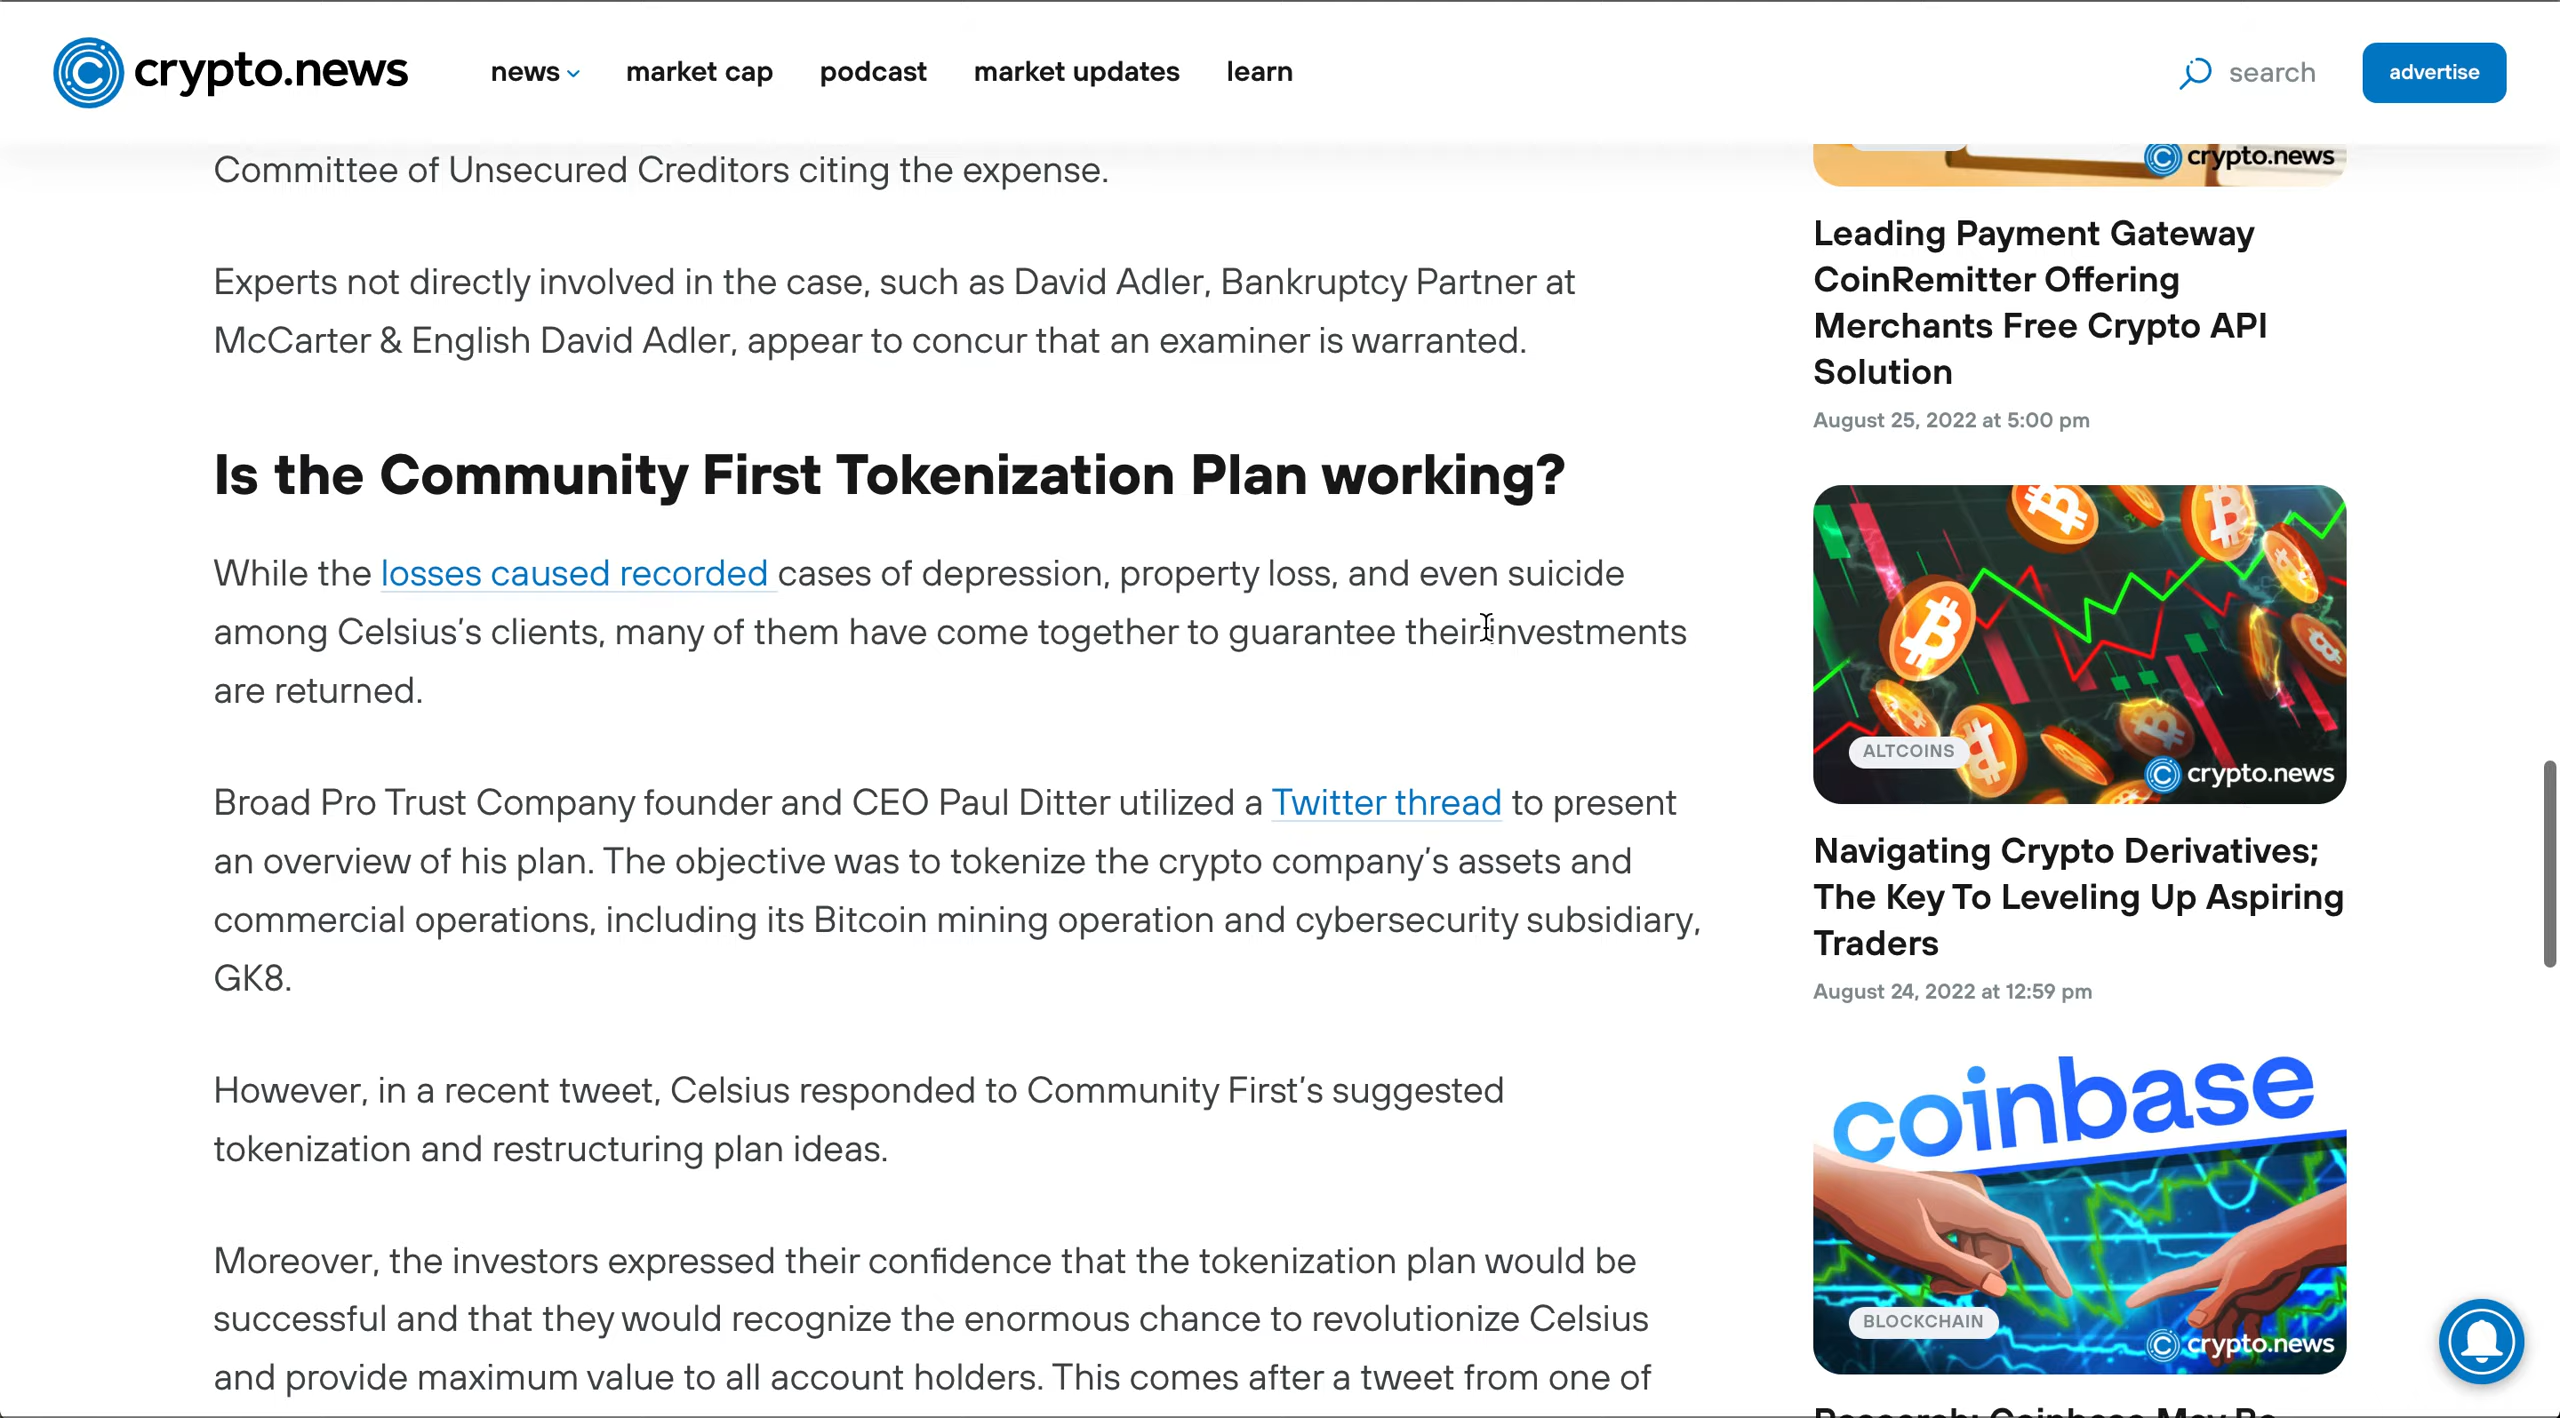 crypto.news
news
market cap
podcast
market updates
learn
search
advertise
Committee of Unsecured Creditors citing the expense.
Experts not directly involved in the case, such as David Adler, Bankruptcy Partner at
McCarter & English David Adler, appear to concur that an examiner is warranted.
Is the Community First Tokenization Plan working?
While the losses caused recorded cases of depression, property loss, and even suicide
among Celsius’s clients, many of them have come together to guarantee their investments
are returned.
Broad Pro Trust Company founder and CEO Paul Ditter utilized a Twitter thread to present
an overview of his plan. The objective was to tokenize the crypto company’s assets and
commercial operations, including its Bitcoin mining operation and cybersecurity subsidiary,
GK8.
However, in a recent tweet, Celsius responded to Community First’s suggested
tokenization and restructuring plan ideas.
Moreover, the investors expressed their confidence that the tokenization plan would be
successful and that they would recognize the enormous chance to revolutionize Celsius
and provide maximum value to all account holders. This comes after a tweet from one of
crypto.news
Leading Payment Gateway
CoinRemitter Offering
Merchants Free Crypto API
Solution
August 25, 2022 at 5:00 pm
ALTCOINS
crypto.news
Navigating Crypto Derivatives;
The Key To Leveling Up Aspiring
Traders
August 24, 2022 at 12:59 pm
coinbase
BLOCKCHAIN
crypto.news
Research: Coinbase May Be